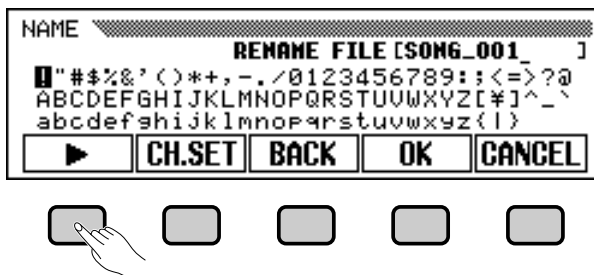 NAME
RENAME FILE [SONG_001_ ]
!"#$%&'()*+,-./0123456789:;<=>?@
ABCDEFGHIJKLMNOPQRSTUVWXYZ[¥]^_`
abcdefghijklmnopqrstuvwxyz{|}
▶ CH.SET BACK OK CANCEL